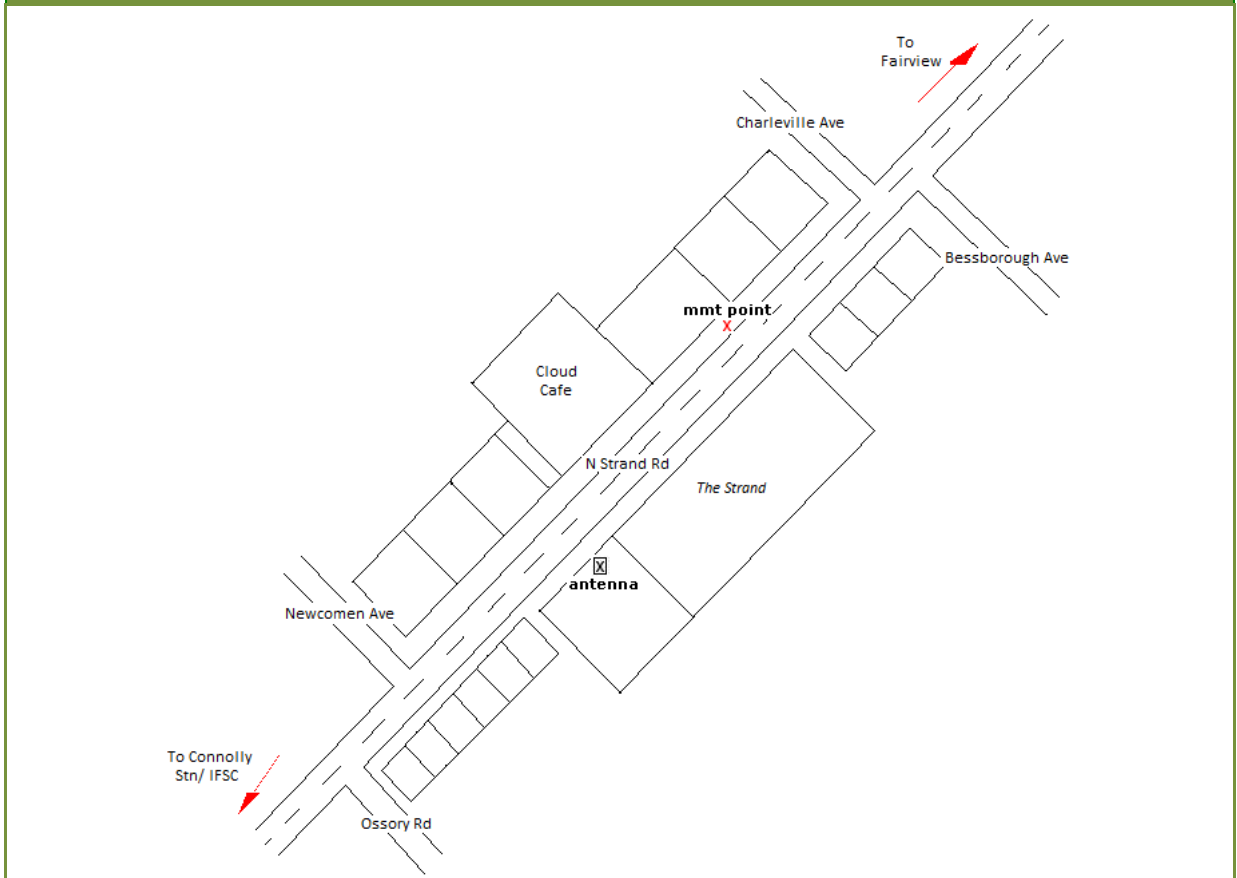 To
Fairview
Charleville Ave
Bessborough Ave
mmt point
X
Cloud
Cafe
N Strand Rd
The Strand
X
antenna
Newcomen Ave
To Connolly
Stn/ IFSC
Ossory Rd